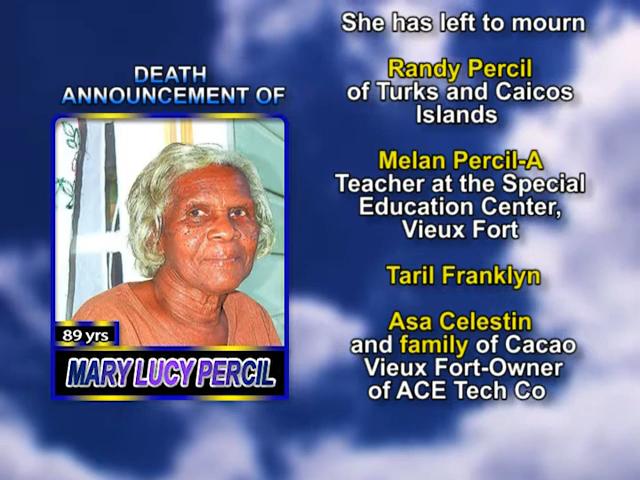 DEATH
ANNOUNCEMENT OF
89 yrs
MARY LUCY PERCIL
She has left to mourn
Randy Percil
of Turks and Caicos
Islands
Melan Percil-A
Teacher at the Special
Education Center,
Vieux Fort
Taril Franklyn
Asa Celestin
and family of Cacao
Vieux Fort-Owner
of ACE Tech Co